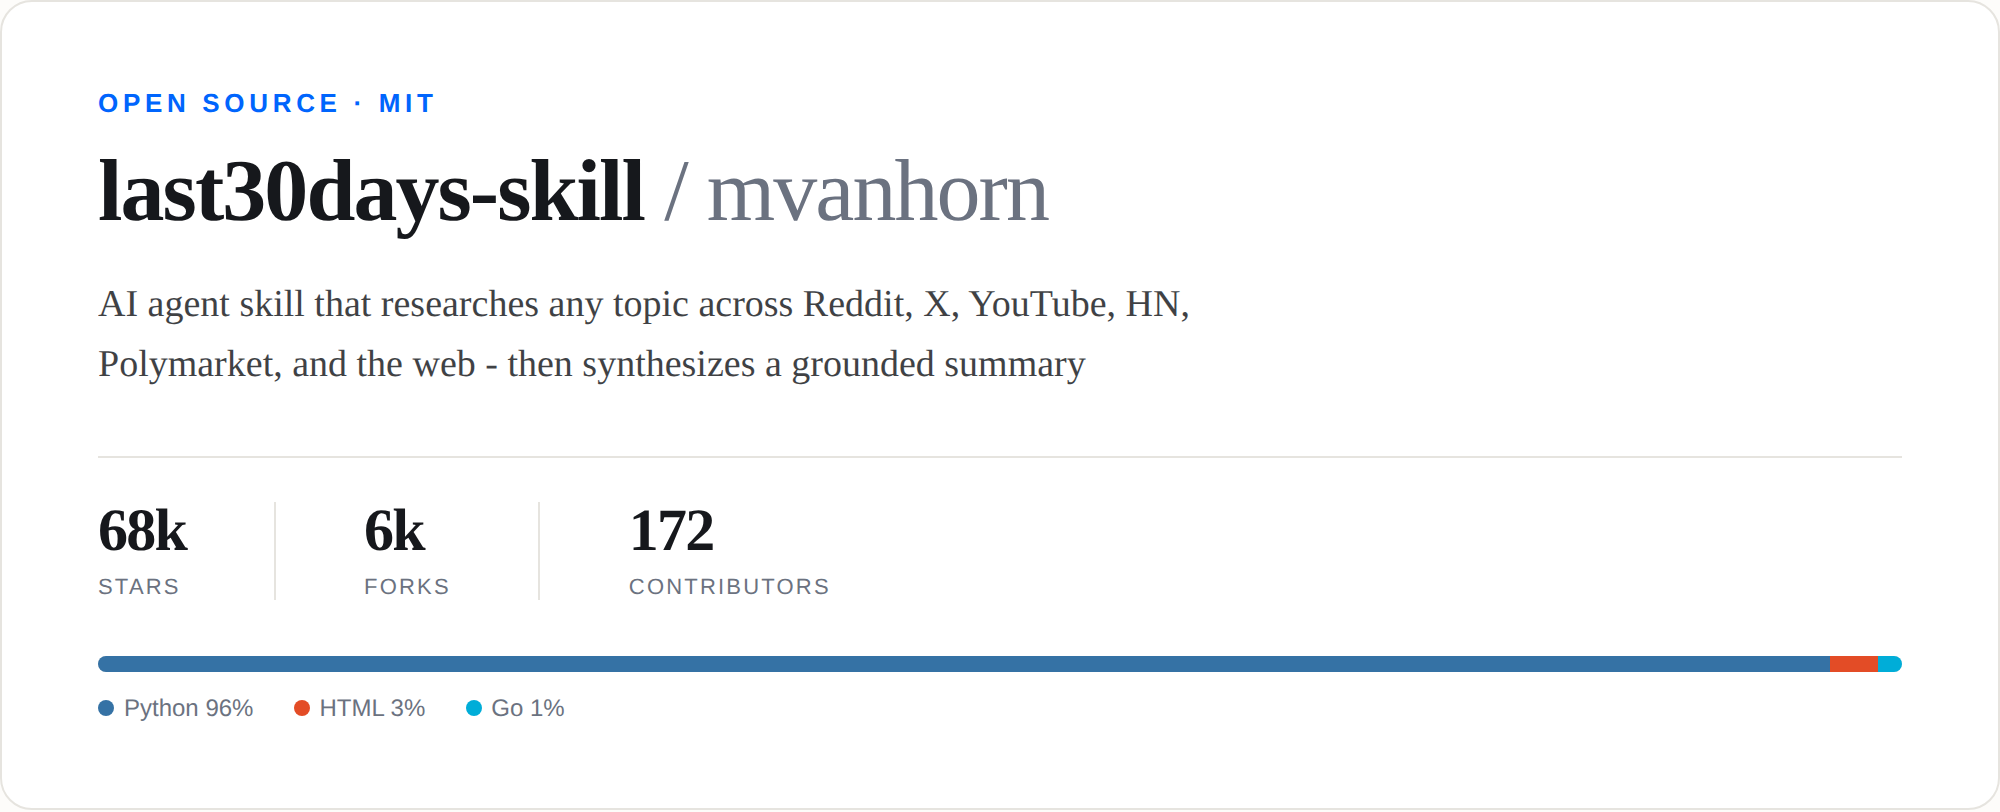 OPEN SOURCE · MIT
last30days-skill / mvanhorn
AI agent skill that researches any topic across Reddit, X, YouTube, HN,
Polymarket, and the web - then synthesizes a grounded summary
68k
STARS
6k
FORKS
172
CONTRIBUTORS
Python 96%
HTML 3%
Go 1%